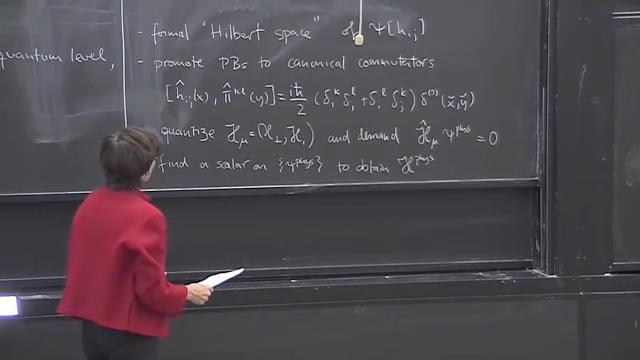 quantum level,
- formal "Hilbert space" of Ψ[h_ij]
- promote PBs to canonical commutators
[ĥ_ij(x), π̂^kl(y)] = iħ/2 (δ_i^k δ_j^l + δ_i^l δ_j^k) δ^(3)(x⃗,y⃗)
quantize ℋ_μ = (ℋ_⊥, ℋ_i) and demand ℋ̂_μ Ψ^phys = 0
find a scalar on {Ψ^phys} to obtain ℋ^phys